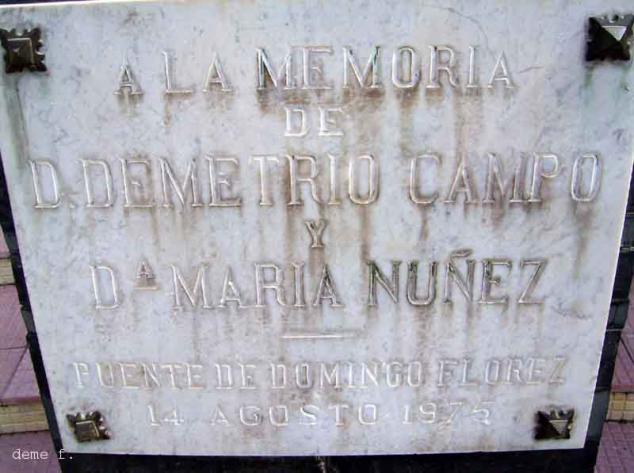 A LA MEMORIA
DE
D. DEMETRIO CAMPO
Y
Dª MARIA NUÑEZ
PUENTE DE DOMINGO FLOREZ
14 AGOSTO 1975
deme f.